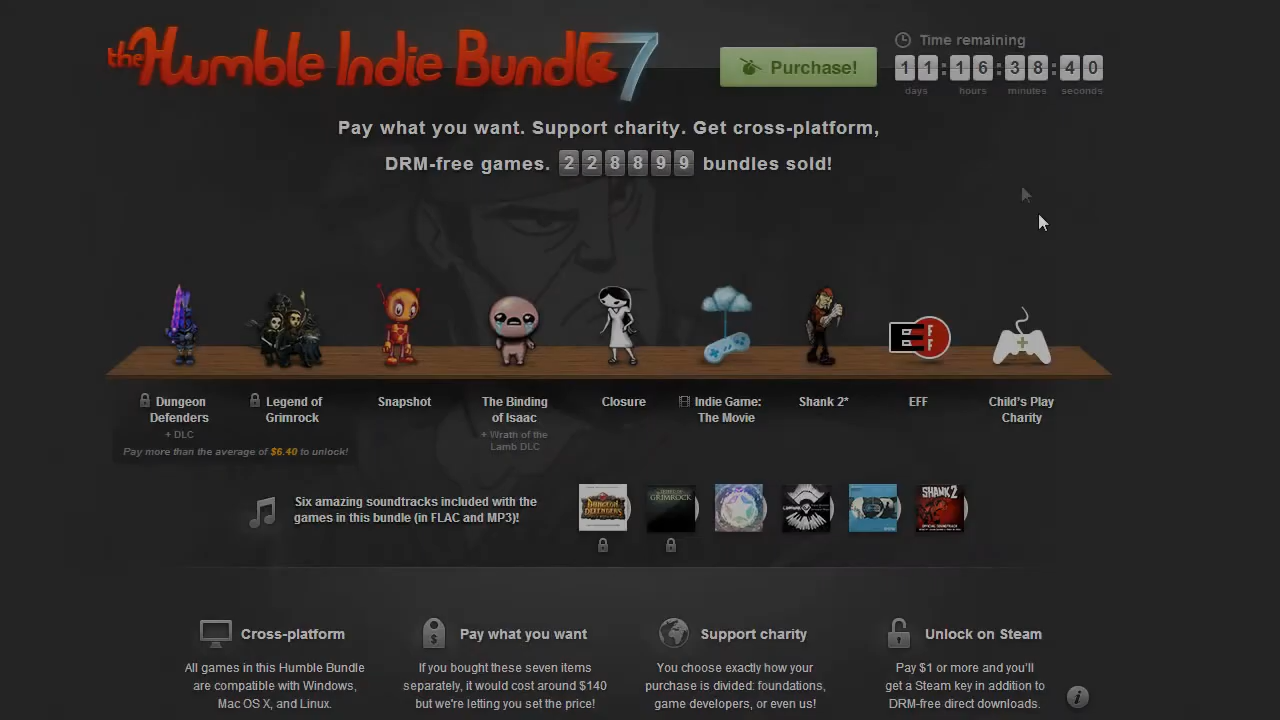 the Humble Indie Bundle 7
Purchase!
Time remaining
11:16:38:40
days hours minutes seconds
Pay what you want. Support charity. Get cross-platform,
DRM-free games. 228899 bundles sold!
EFF
Dungeon
Defenders
+ DLC
Legend of
Grimrock
Pay more than the average of $6.40 to unlock!
Snapshot
The Binding
of Isaac
+ Wrath of the
Lamb DLC
Closure
Indie Game:
The Movie
Shank 2*
EFF
Child's Play
Charity
Six amazing soundtracks included with the
games in this bundle (in FLAC and MP3)!
DUNGEON
DEFENDERS
GRIMROCK
SHANK 2
Cross-platform
All games in this Humble Bundle
are compatible with Windows,
Mac OS X, and Linux.
$
Pay what you want
If you bought these seven items
separately, it would cost around $140
but we're letting you set the price!
Support charity
You choose exactly how your
purchase is divided: foundations,
game developers, or even us!
Unlock on Steam
Pay $1 or more and you'll
get a Steam key in addition to
DRM-free direct downloads.
i